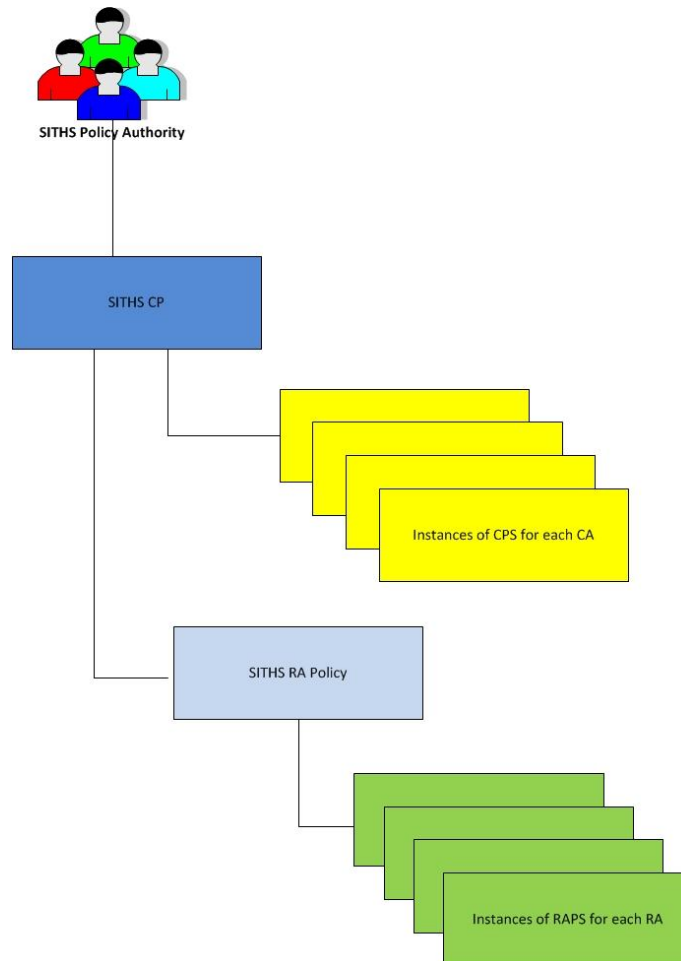 SITHS Policy Authority
SITHS CP
Instances of CPS for each CA
SITHS RA Policy
Instances of RAPS for each RA